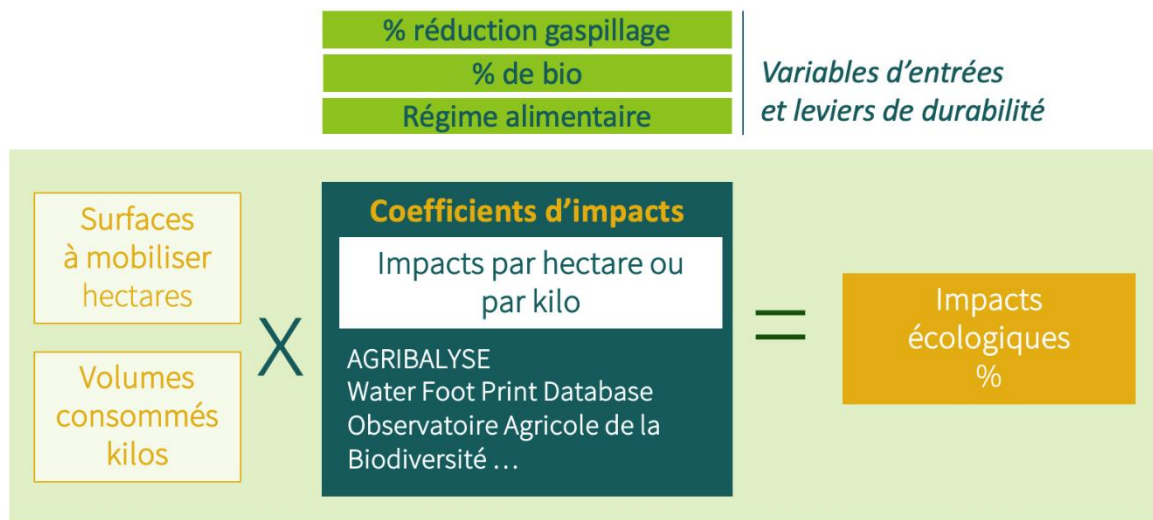 % réduction gaspillage
% de bio
Régime alimentaire
Variables d'entrées
et leviers de durabilité
Surfaces
à mobiliser
hectares
Volumes
consommés
kilos
X
Coefficients d'impacts
Impacts par hectare ou
par kilo
AGRIBALYSE
Water Foot Print Database
Observatoire Agricole de la
Biodiversité ...
=
Impacts
écologiques
%